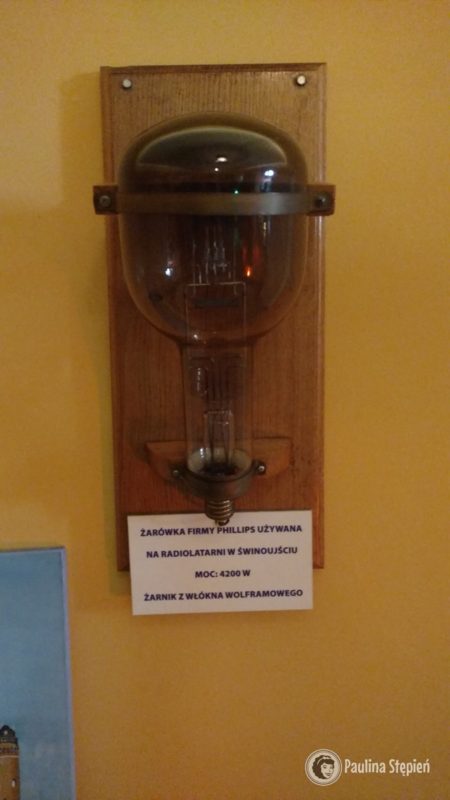 ŻARÓWKA FIRMY PHILLIPS UŻYWANA
NA RADIOLATARNI W ŚWINOUJŚCIU
MOC: 4200 W
ŻARNIK Z WŁÓKNA WOLFRAMOWEGO
Paulina Stępień